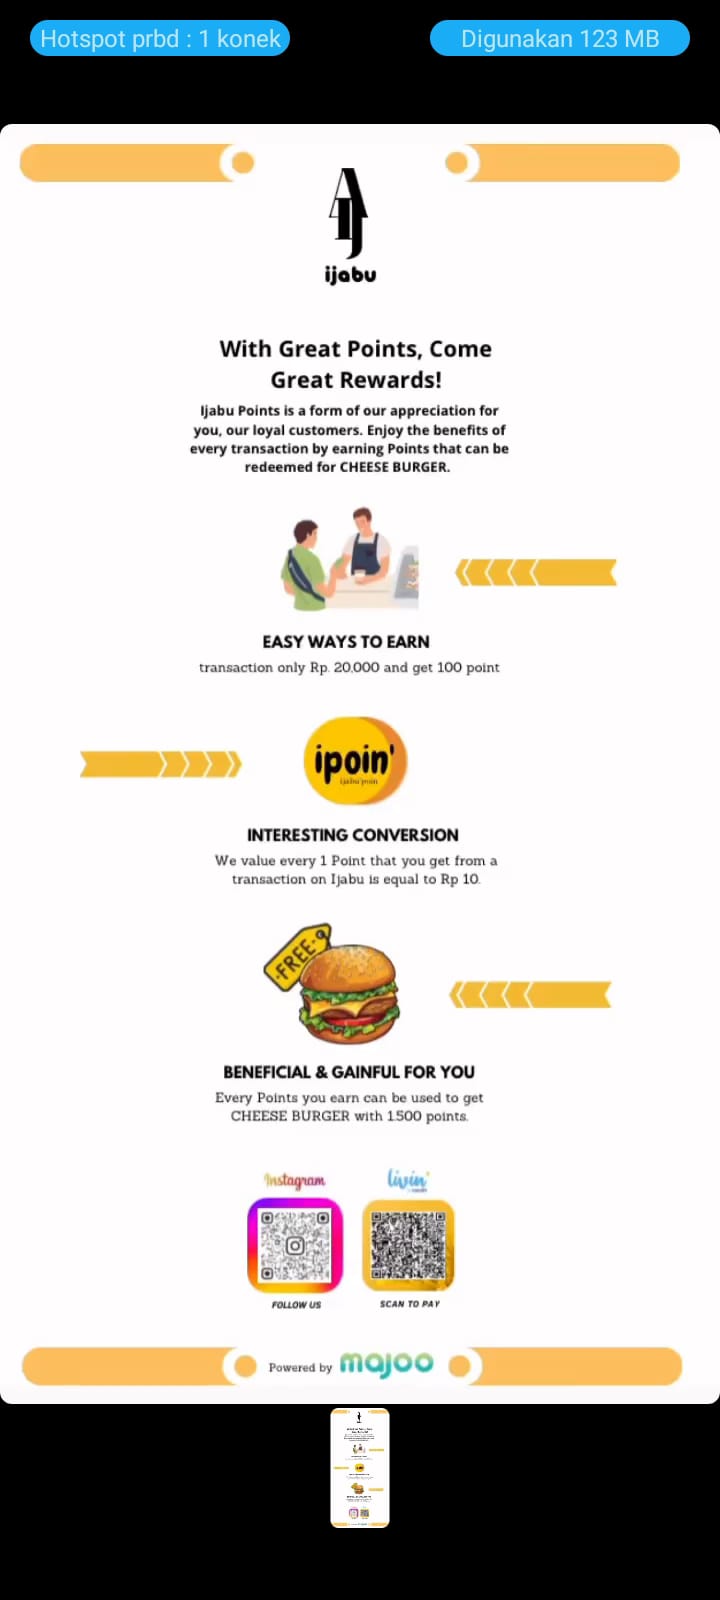 Hotspot prbd : 1 konek
Digunakan 123 MB
ijabu
With Great Points, Come
Great Rewards!
Ijabu Points is a form of our appreciation for
you, our loyal customers. Enjoy the benefits of
every transaction by earning Points that can be
redeemed for CHEESE BURGER.
EASY WAYS TO EARN
transaction only Rp. 20,000 and get 100 point
ipoin'
ijabu poin
INTERESTING CONVERSION
We value every 1 Point that you get from a
transaction on Ijabu is equal to Rp 10.
FREE
BENEFICIAL & GAINFUL FOR YOU
Every Points you earn can be used to get
CHEESE BURGER with 1.500 points.
Instagram
livin'
FOLLOW US
SCAN TO PAY
Powered by majoo